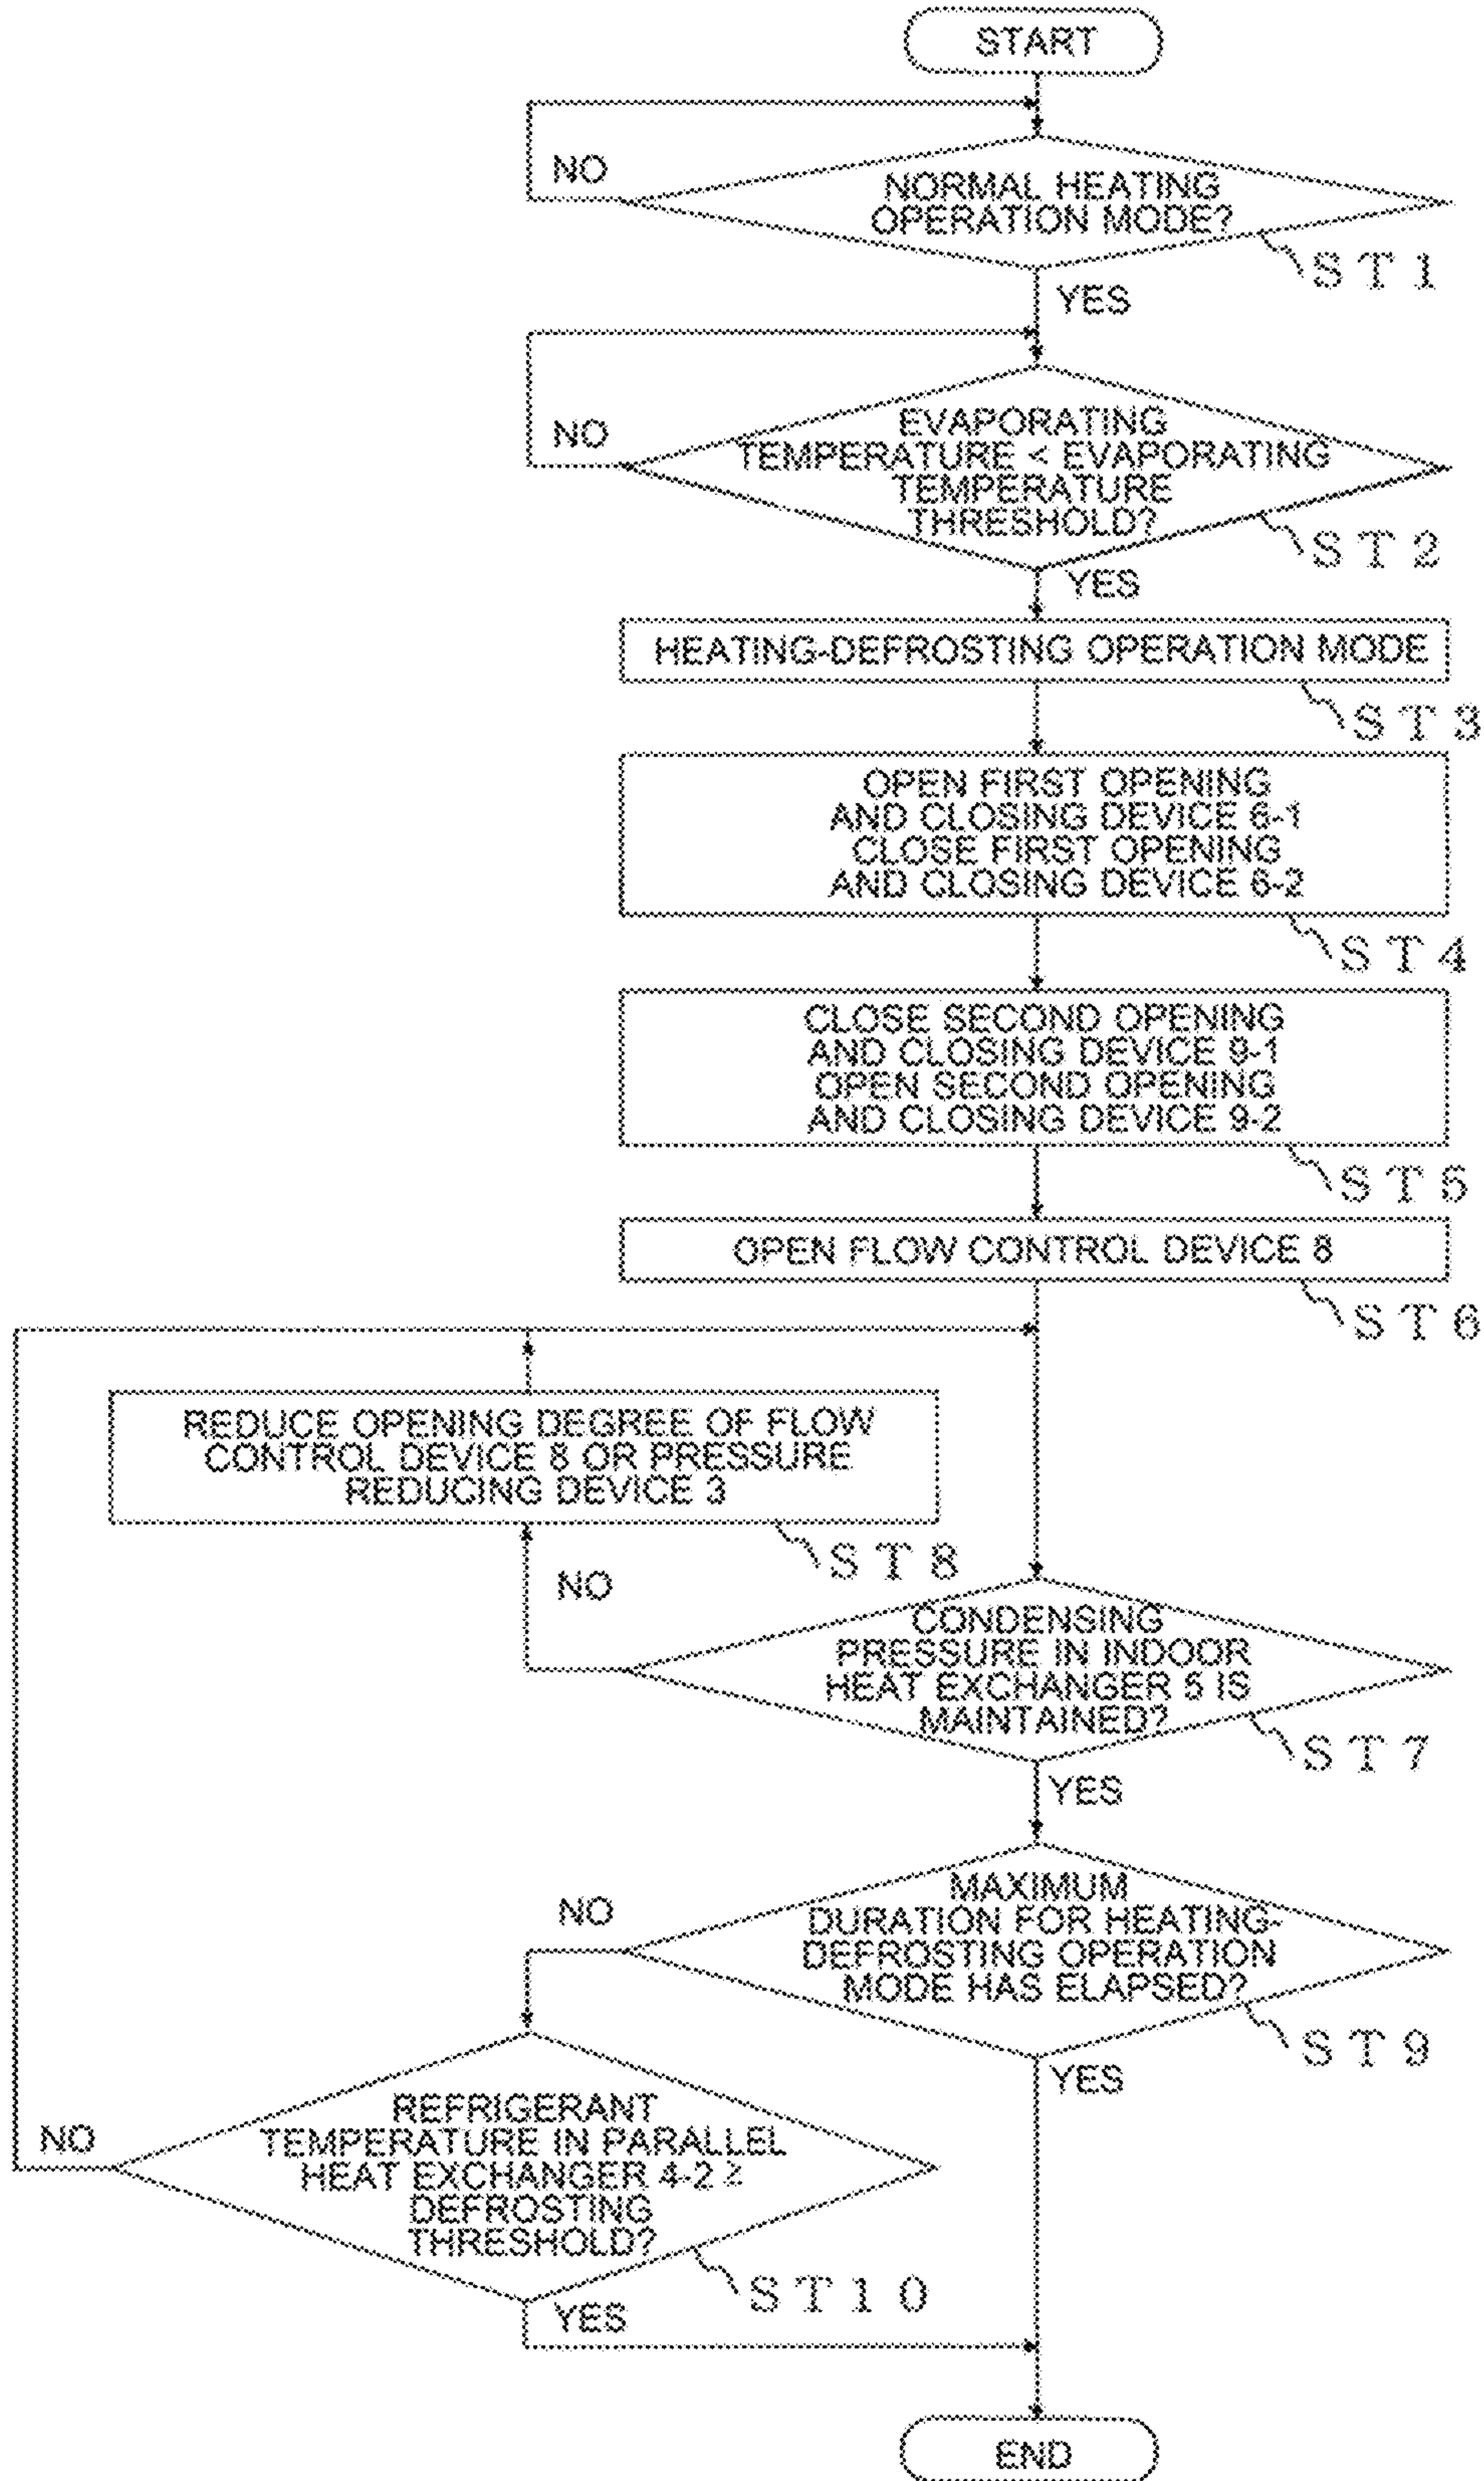 START
NO
NORMAL HEATING
OPERATION MODE?
ST1
YES
NO
EVAPORATING
TEMPERATURE < EVAPORATING
TEMPERATURE
THRESHOLD?
ST2
YES
HEATING-DEFROSTING OPERATION MODE
ST3
OPEN FIRST OPENING
AND CLOSING DEVICE 6-1
CLOSE FIRST OPENING
AND CLOSING DEVICE 6-2
ST4
CLOSE SECOND OPENING
AND CLOSING DEVICE 9-1
OPEN SECOND OPENING
AND CLOSING DEVICE 9-2
ST5
OPEN FLOW CONTROL DEVICE 8
ST6
REDUCE OPENING DEGREE OF FLOW
CONTROL DEVICE 8 OR PRESSURE
REDUCING DEVICE 3
ST8
NO
CONDENSING
PRESSURE IN INDOOR
HEAT EXCHANGER 5 IS
MAINTAINED?
ST7
YES
NO
MAXIMUM
DURATION FOR HEATING-
DEFROSTING OPERATION
MODE HAS ELAPSED?
ST9
YES
NO
REFRIGERANT
TEMPERATURE IN PARALLEL
HEAT EXCHANGER 4-2 ≥
DEFROSTING
THRESHOLD?
ST10
YES
END